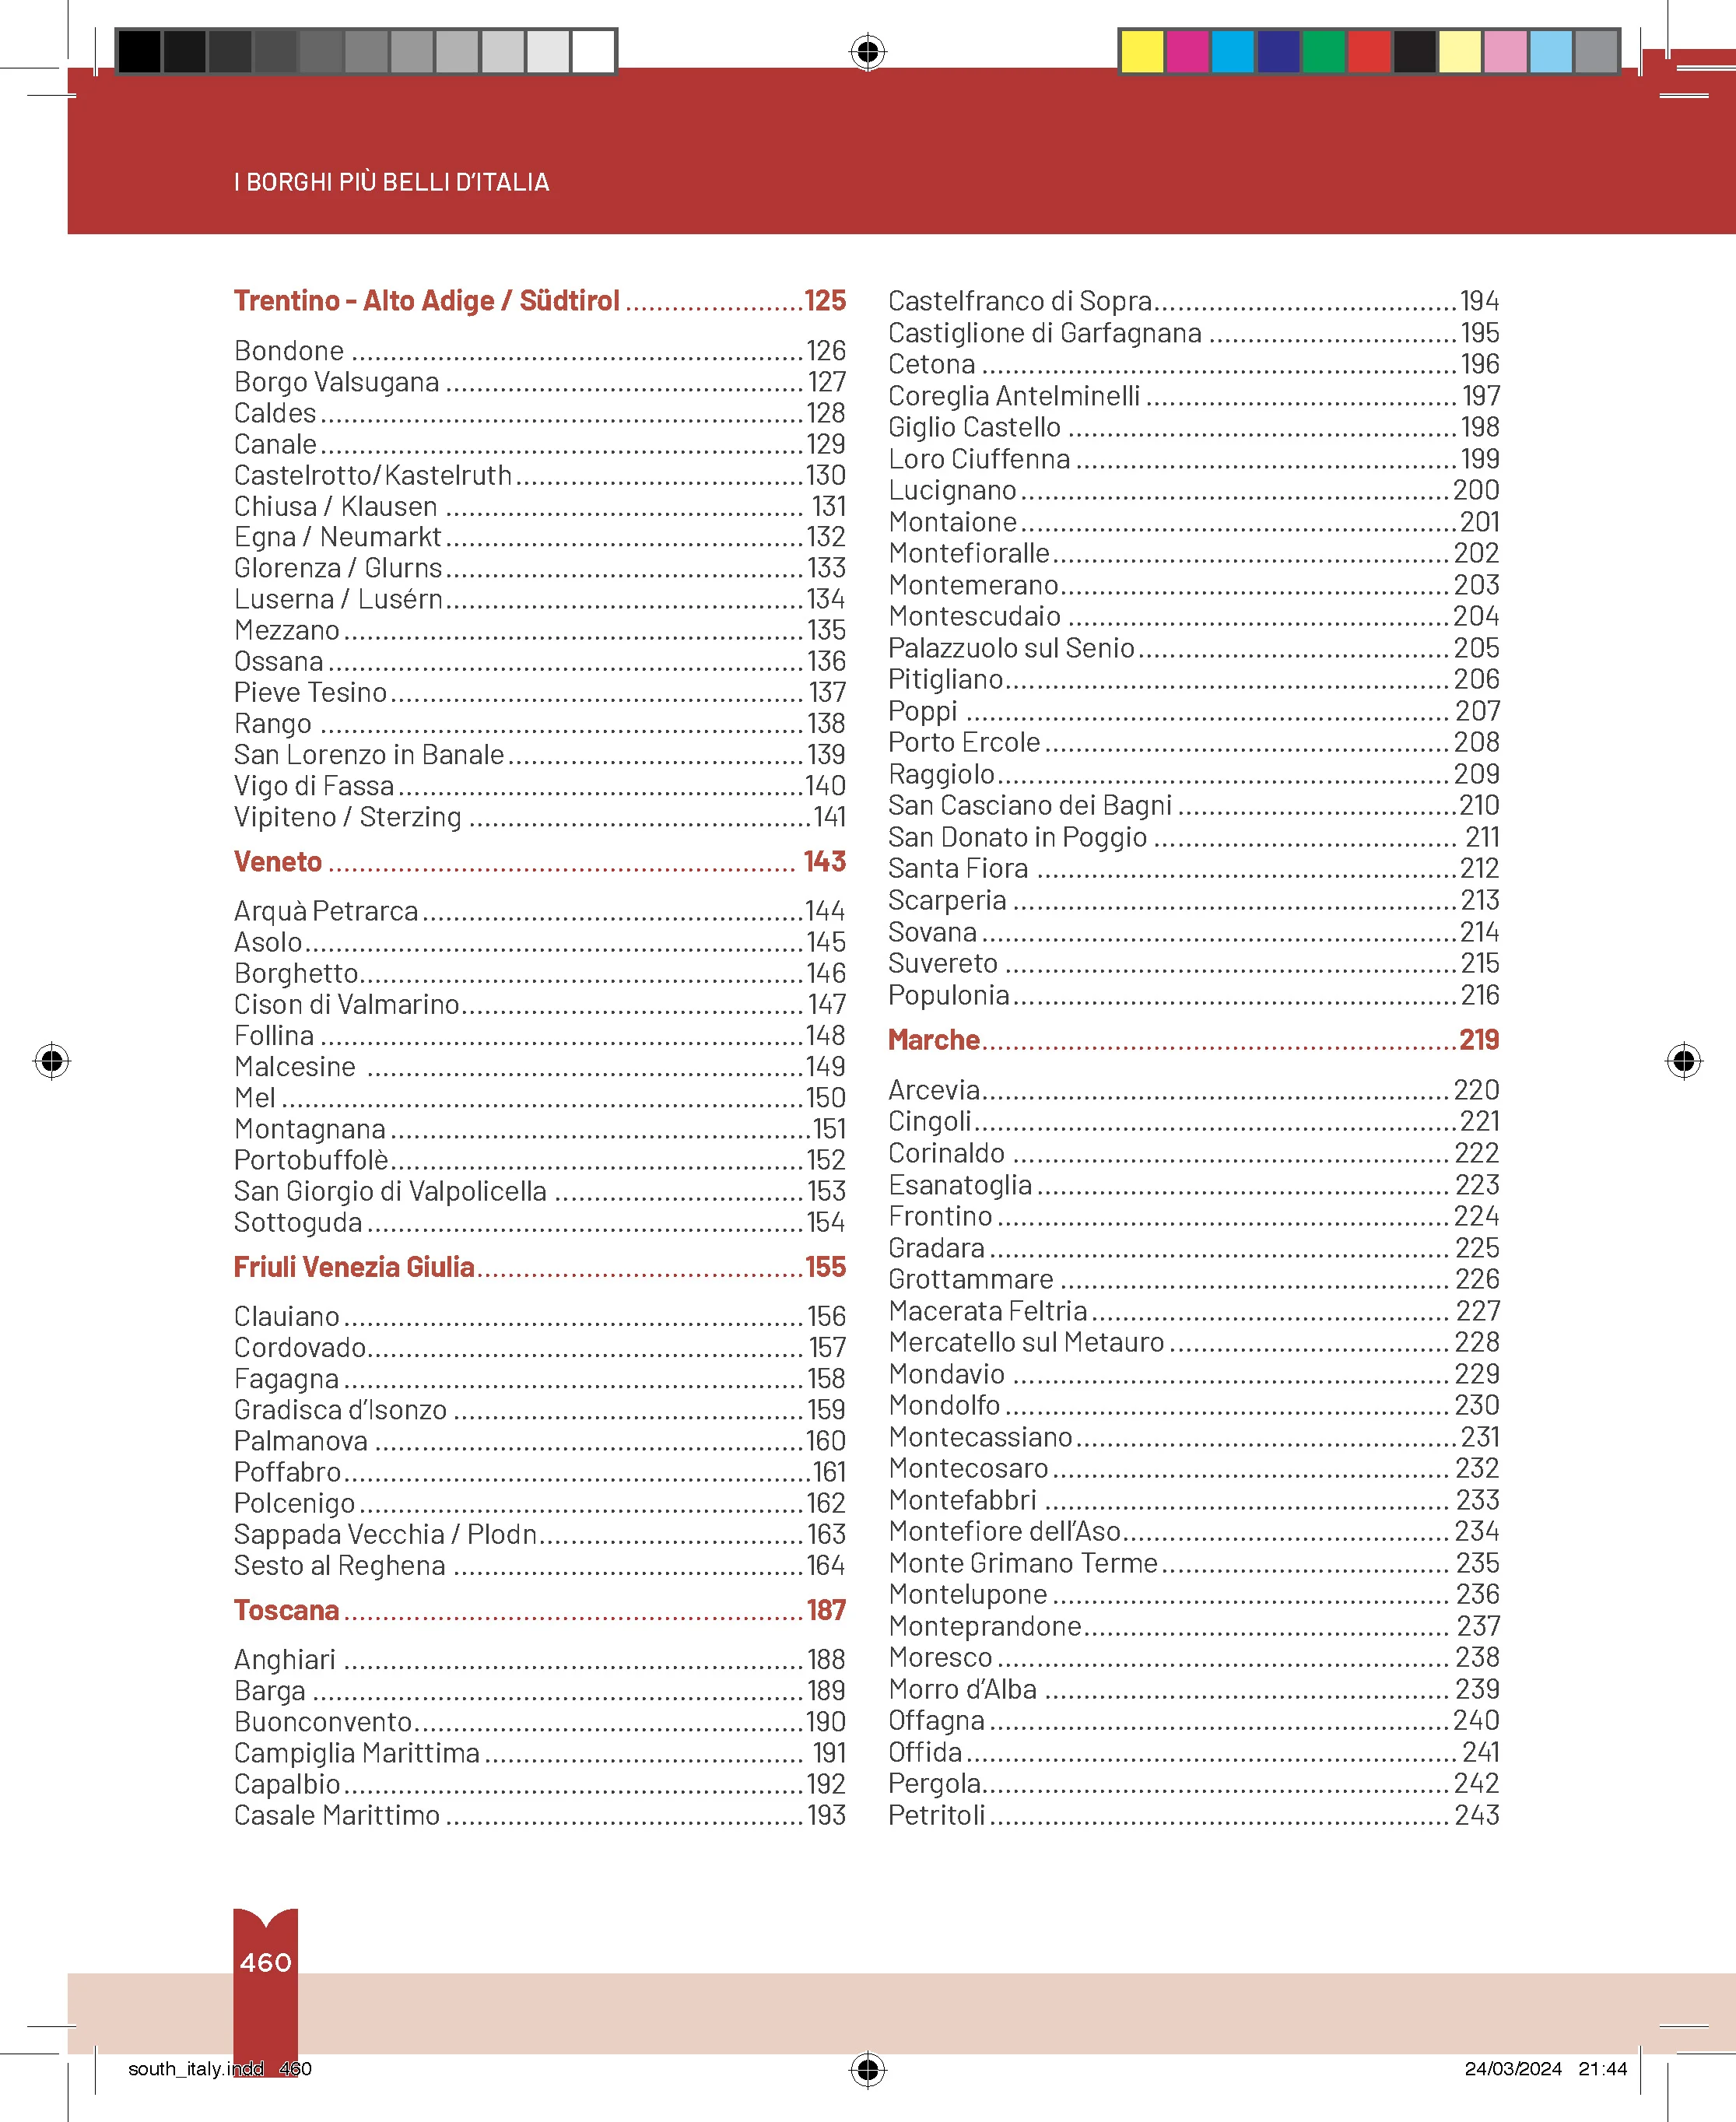 I BORGHI PIÙ BELLI D’ITALIA
Trentino - Alto Adige / Südtirol.......................125
Bondone ..........................................................126
Borgo Valsugana ..............................................127
Caldes..............................................................128
Canale..............................................................129
Castelrotto/Kastelruth.....................................130
Chiusa / Klausen .............................................. 131
Egna / Neumarkt..............................................132
Glorenza / Glurns..............................................133
Luserna / Lusérn..............................................134
Mezzano...........................................................135
Ossana.............................................................136
Pieve Tesino.....................................................137
Rango ..............................................................138
San Lorenzo in Banale......................................139
Vigo di Fassa....................................................140
Vipiteno / Sterzing ............................................141
Veneto ............................................................ 143
Arquà Petrarca.................................................144
Asolo................................................................145
Borghetto.........................................................146
Cison di Valmarino............................................147
Follina ..............................................................148
Malcesine ........................................................149
Mel ...................................................................150
Montagnana......................................................151
Portobuffolè.....................................................152
San Giorgio di Valpolicella ................................153
Sottoguda........................................................154
Friuli Venezia Giulia..........................................155
Clauiano...........................................................156
Cordovado........................................................157
Fagagna...........................................................158
Gradisca d’Isonzo .............................................159
Palmanova .......................................................160
Poffabro............................................................161
Polcenigo.........................................................162
Sappada Vecchia / Plodn..................................163
Sesto al Reghena .............................................164
Toscana...........................................................187
Anghiari ...........................................................188
Barga ...............................................................189
Buonconvento..................................................190
Campiglia Marittima......................................... 191
Capalbio...........................................................192
Casale Marittimo ..............................................193
Castelfranco di Sopra.......................................194
Castiglione di Garfagnana ................................195
Cetona .............................................................196
Coreglia Antelminelli ........................................197
Giglio Castello ..................................................198
Loro Ciuffenna.................................................199
Lucignano.......................................................200
Montaione........................................................201
Montefioralle...................................................202
Montemerano..................................................203
Montescudaio .................................................204
Palazzuolo sul Senio........................................205
Pitigliano.........................................................206
Poppi ..............................................................207
Porto Ercole....................................................208
Raggiolo..........................................................209
San Casciano dei Bagni....................................210
San Donato in Poggio ....................................... 211
Santa Fiora ......................................................212
Scarperia .........................................................213
Sovana.............................................................214
Suvereto ..........................................................215
Populonia.........................................................216
Marche.............................................................219
Arcevia............................................................220
Cingoli..............................................................221
Corinaldo ........................................................222
Esanatoglia.....................................................223
Frontino..........................................................224
Gradara...........................................................225
Grottammare ..................................................226
Macerata Feltria..............................................227
Mercatello sul Metauro....................................228
Mondavio ........................................................229
Mondolfo.........................................................230
Montecassiano.................................................231
Montecosaro...................................................232
Montefabbri ....................................................233
Montefiore dell’Aso..........................................234
Monte Grimano Terme.....................................235
Montelupone...................................................236
Monteprandone...............................................237
Moresco..........................................................238
Morro d’Alba ....................................................239
Offagna...........................................................240
Offida...............................................................241
Pergola............................................................242
Petritoli...........................................................243
460
south_italy.indd 460
24/03/2024 21:44